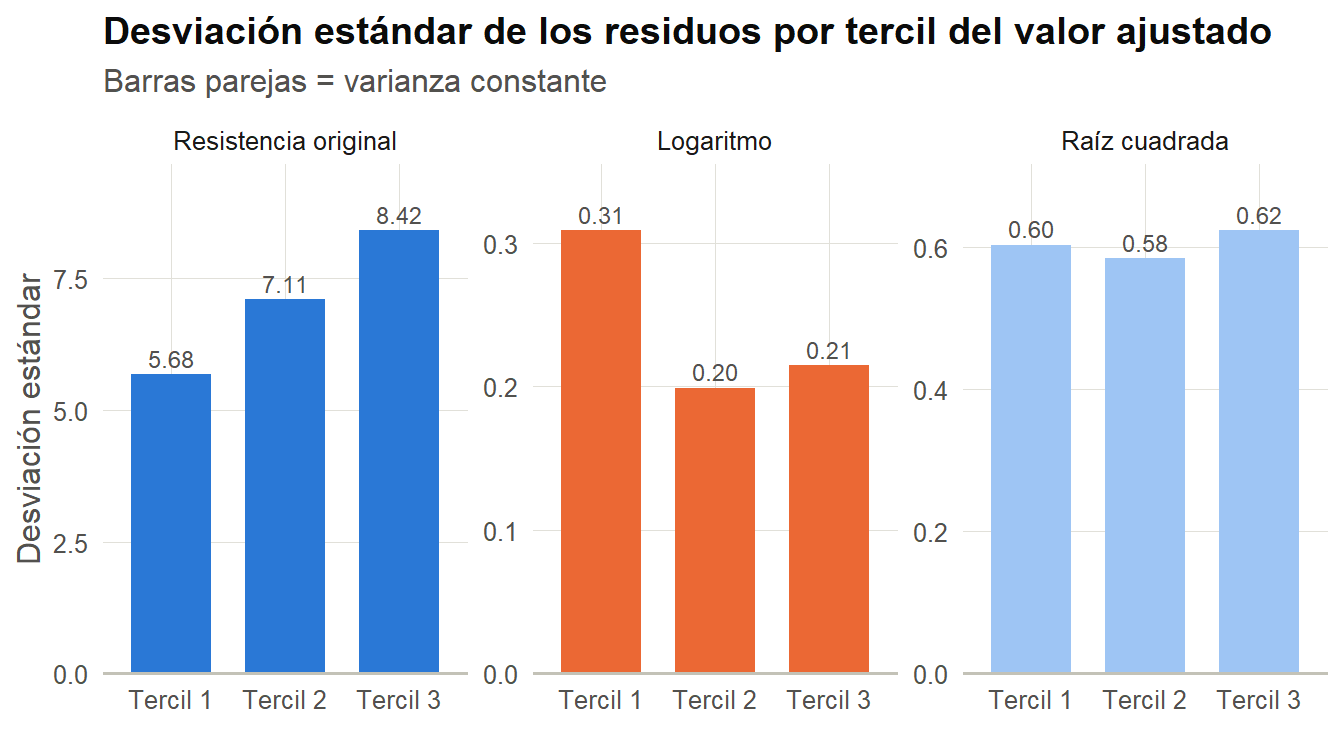 Desviación estándar de los residuos por tercil del valor ajustado
Barras parejas = varianza constante
Resistencia original
Logaritmo
Raíz cuadrada
Desviación estándar
7.5
5.0
2.5
0.0
5.68
7.11
8.42
Tercil 1 Tercil 2 Tercil 3
0.3
0.2
0.1
0.0
0.31
0.20
0.21
Tercil 1 Tercil 2 Tercil 3
0.6
0.4
0.2
0.0
0.60
0.58
0.62
Tercil 1 Tercil 2 Tercil 3